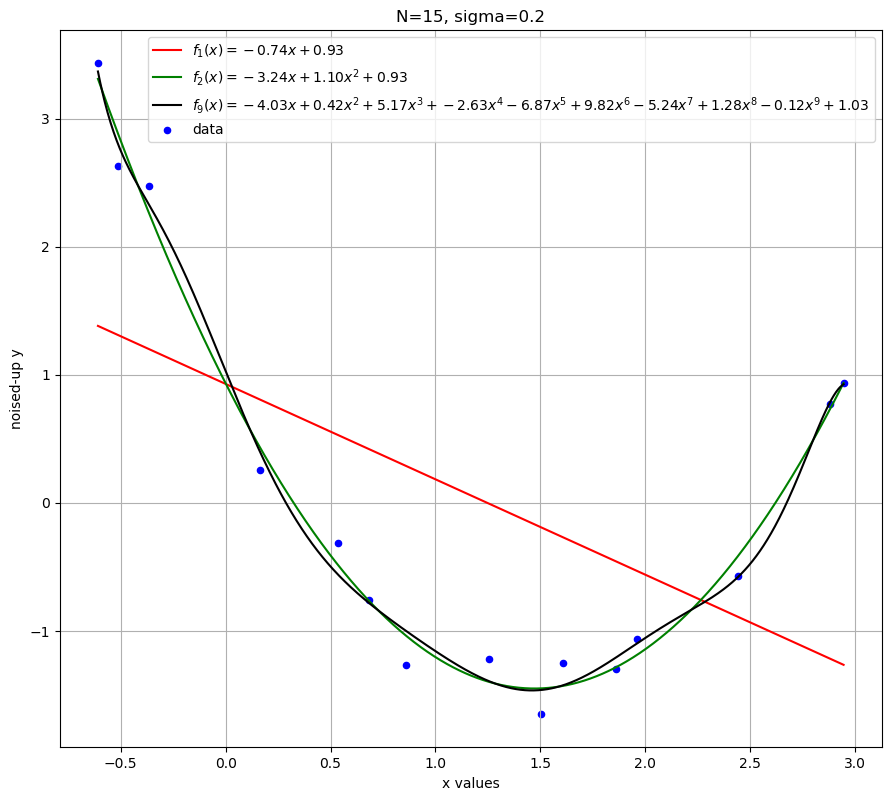 N=15, sigma=0.2
f₁(x) = −0.74x + 0.93
f₂(x) = −3.24x + 1.10x² + 0.93
f₉(x) = −4.03x + 0.42x² + 5.17x³ + −2.63x⁴ − 6.87x⁵ + 9.82x⁶ − 5.24x⁷ + 1.28x⁸ − 0.12x⁹ + 1.03
data
3
2
1
0
−1
noised-up y
−0.5
0.0
0.5
1.0
1.5
2.0
2.5
3.0
x values